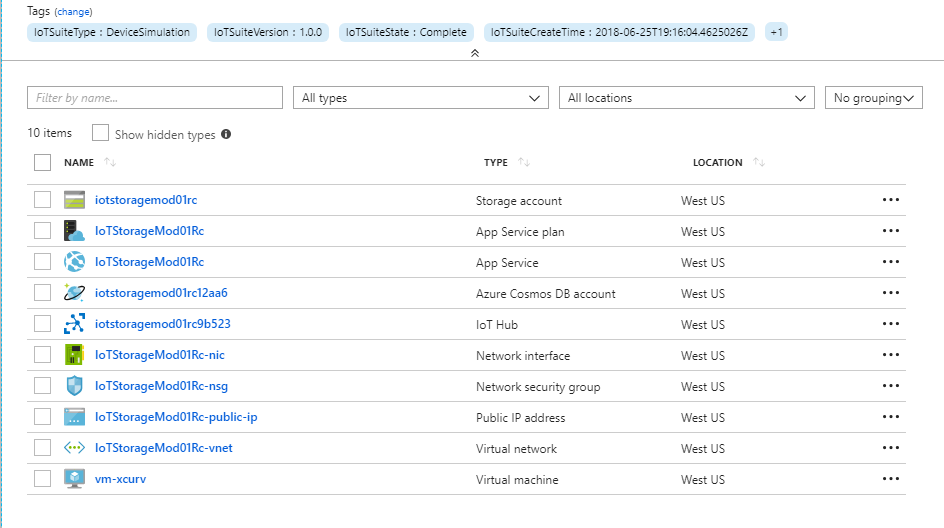 Tags (change)
IoTSuiteType : DeviceSimulation IoTSuiteVersion : 1.0.0 IoTSuiteState : Complete IoTSuiteCreateTime : 2018-06-25T19:16:04.4625026Z +1
Filter by name... All types All locations No grouping
10 items Show hidden types
NAME TYPE LOCATION
iotstoragemod01rc Storage account West US
IoTStorageMod01Rc App Service plan West US
IoTStorageMod01Rc App Service West US
iotstoragemod01rc12aa6 Azure Cosmos DB account West US
iotstoragemod01rc9b523 IoT Hub West US
IoTStorageMod01Rc-nic Network interface West US
IoTStorageMod01Rc-nsg Network security group West US
IoTStorageMod01Rc-public-ip Public IP address West US
IoTStorageMod01Rc-vnet Virtual network West US
vm-xcurv Virtual machine West US